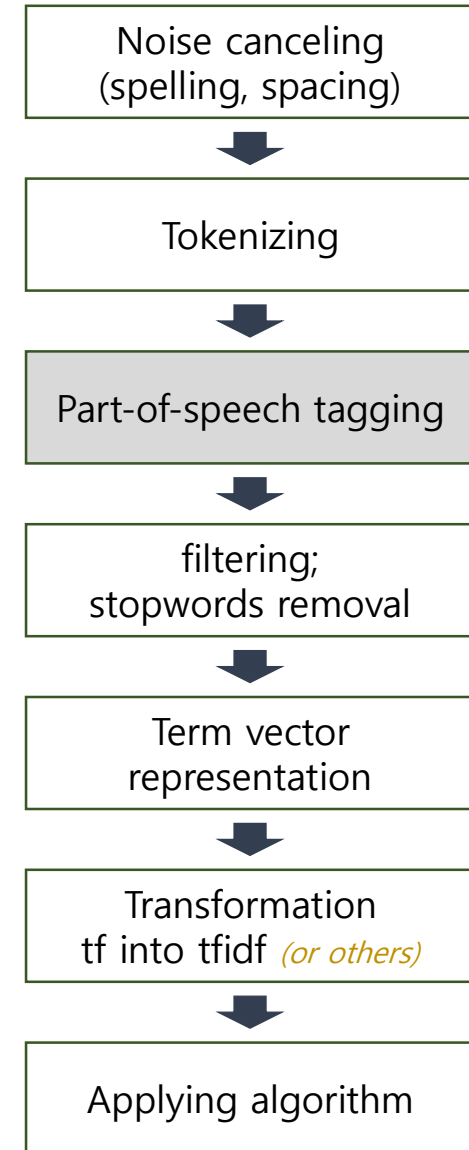 Noise canceling
(spelling, spacing)
Tokenizing
Part-of-speech tagging
filtering;
stopwords removal
Term vector
representation
Transformation
tf into tfidf (or others)
Applying algorithm